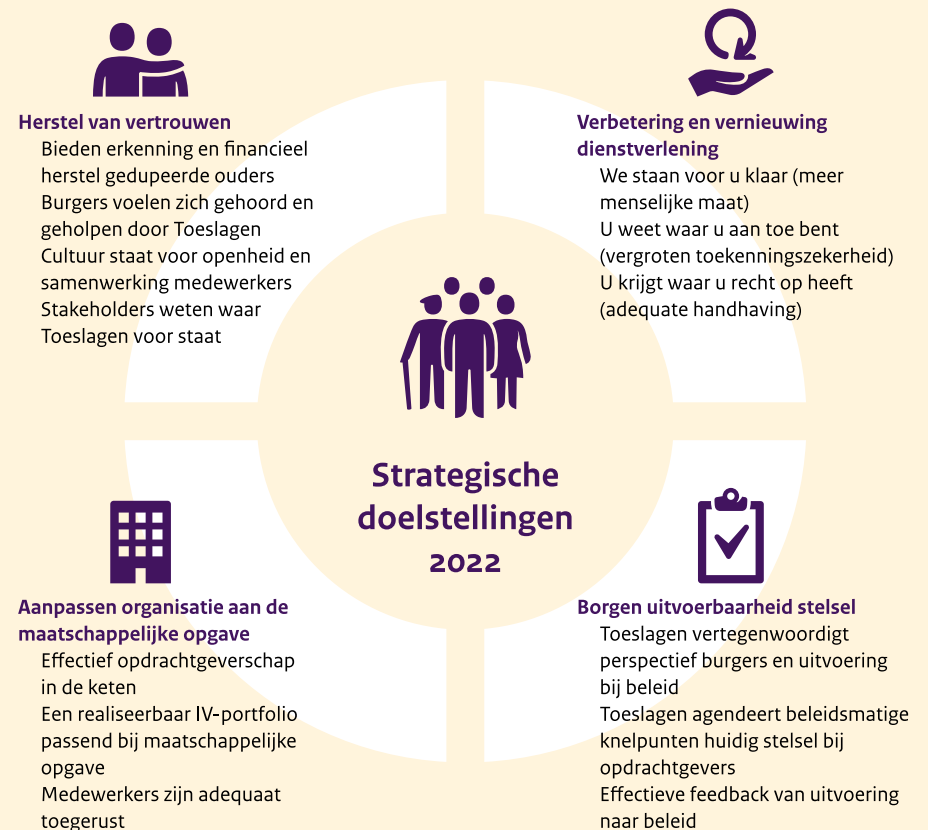 Herstel van vertrouwen
Bieden erkenning en financieel
herstel gedupeerde ouders
Burgers voelen zich gehoord en
geholpen door Toeslagen
Cultuur staat voor openheid en
samenwerking medewerkers
Stakeholders weten waar
Toeslagen voor staat
Verbetering en vernieuwing
dienstverlening
We staan voor u klaar (meer
menselijke maat)
U weet waar u aan toe bent
(vergroten toekenningszekerheid)
U krijgt waar u recht op heeft
(adequate handhaving)
Strategische
doelstellingen
2022
Aanpassen organisatie aan de
maatschappelijke opgave
Effectief opdrachtgeverschap
in de keten
Een realiseerbaar IV-portfolio
passend bij maatschappelijke
opgave
Medewerkers zijn adequaat
toegerust
Borgen uitvoerbaarheid stelsel
Toeslagen vertegenwoordigt
perspectief burgers en uitvoering
bij beleid
Toeslagen agendeert beleidsmatige
knelpunten huidig stelsel bij
opdrachtgevers
Effectieve feedback van uitvoering
naar beleid